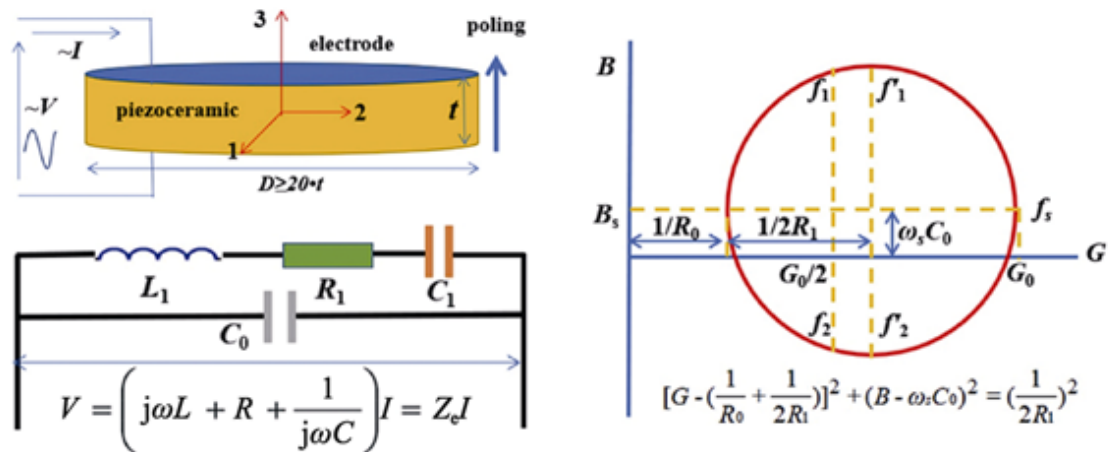 3
electrode
poling
~I
~V
piezoceramic
2
t
1
D≥20•t
L₁
R₁
C₁
C₀
V = (jωL + R + 1/jωC) I = ZₑI
B
f₁ f'₁
Bₛ
1/R₀
1/2R₁
ωₛC₀
fₛ
G
G₀/2
G₀
f₂ f'₂
[G - (1/R₀ + 1/2R₁)]² + (B - ωₛC₀)² = (1/2R₁)²